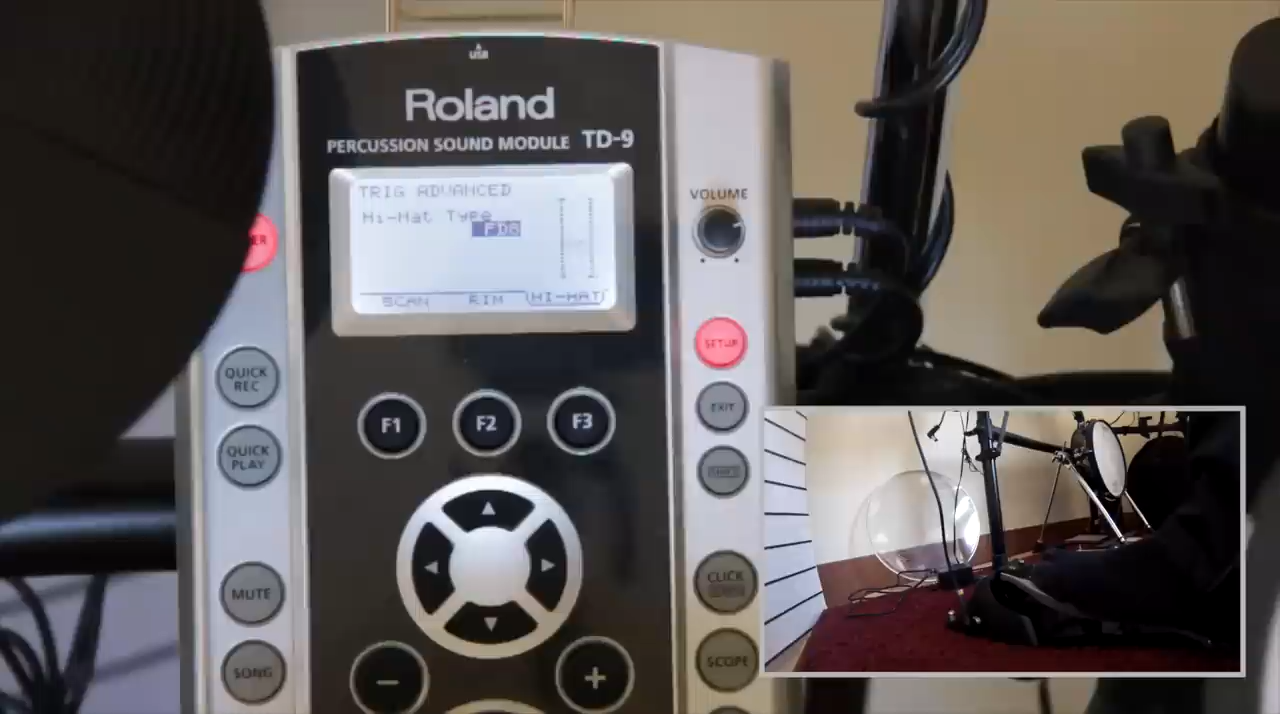 USB
Roland
PERCUSSION SOUND MODULE TD-9
TRIG ADVANCED
Hi-Hat Type
FD8
SCAN RIM HI-HAT
VOLUME
SETUP
QUICK
REC
EXIT
F1 F2 F3
QUICK
PLAY
MUTE
CLICK
SONG
SCOPE